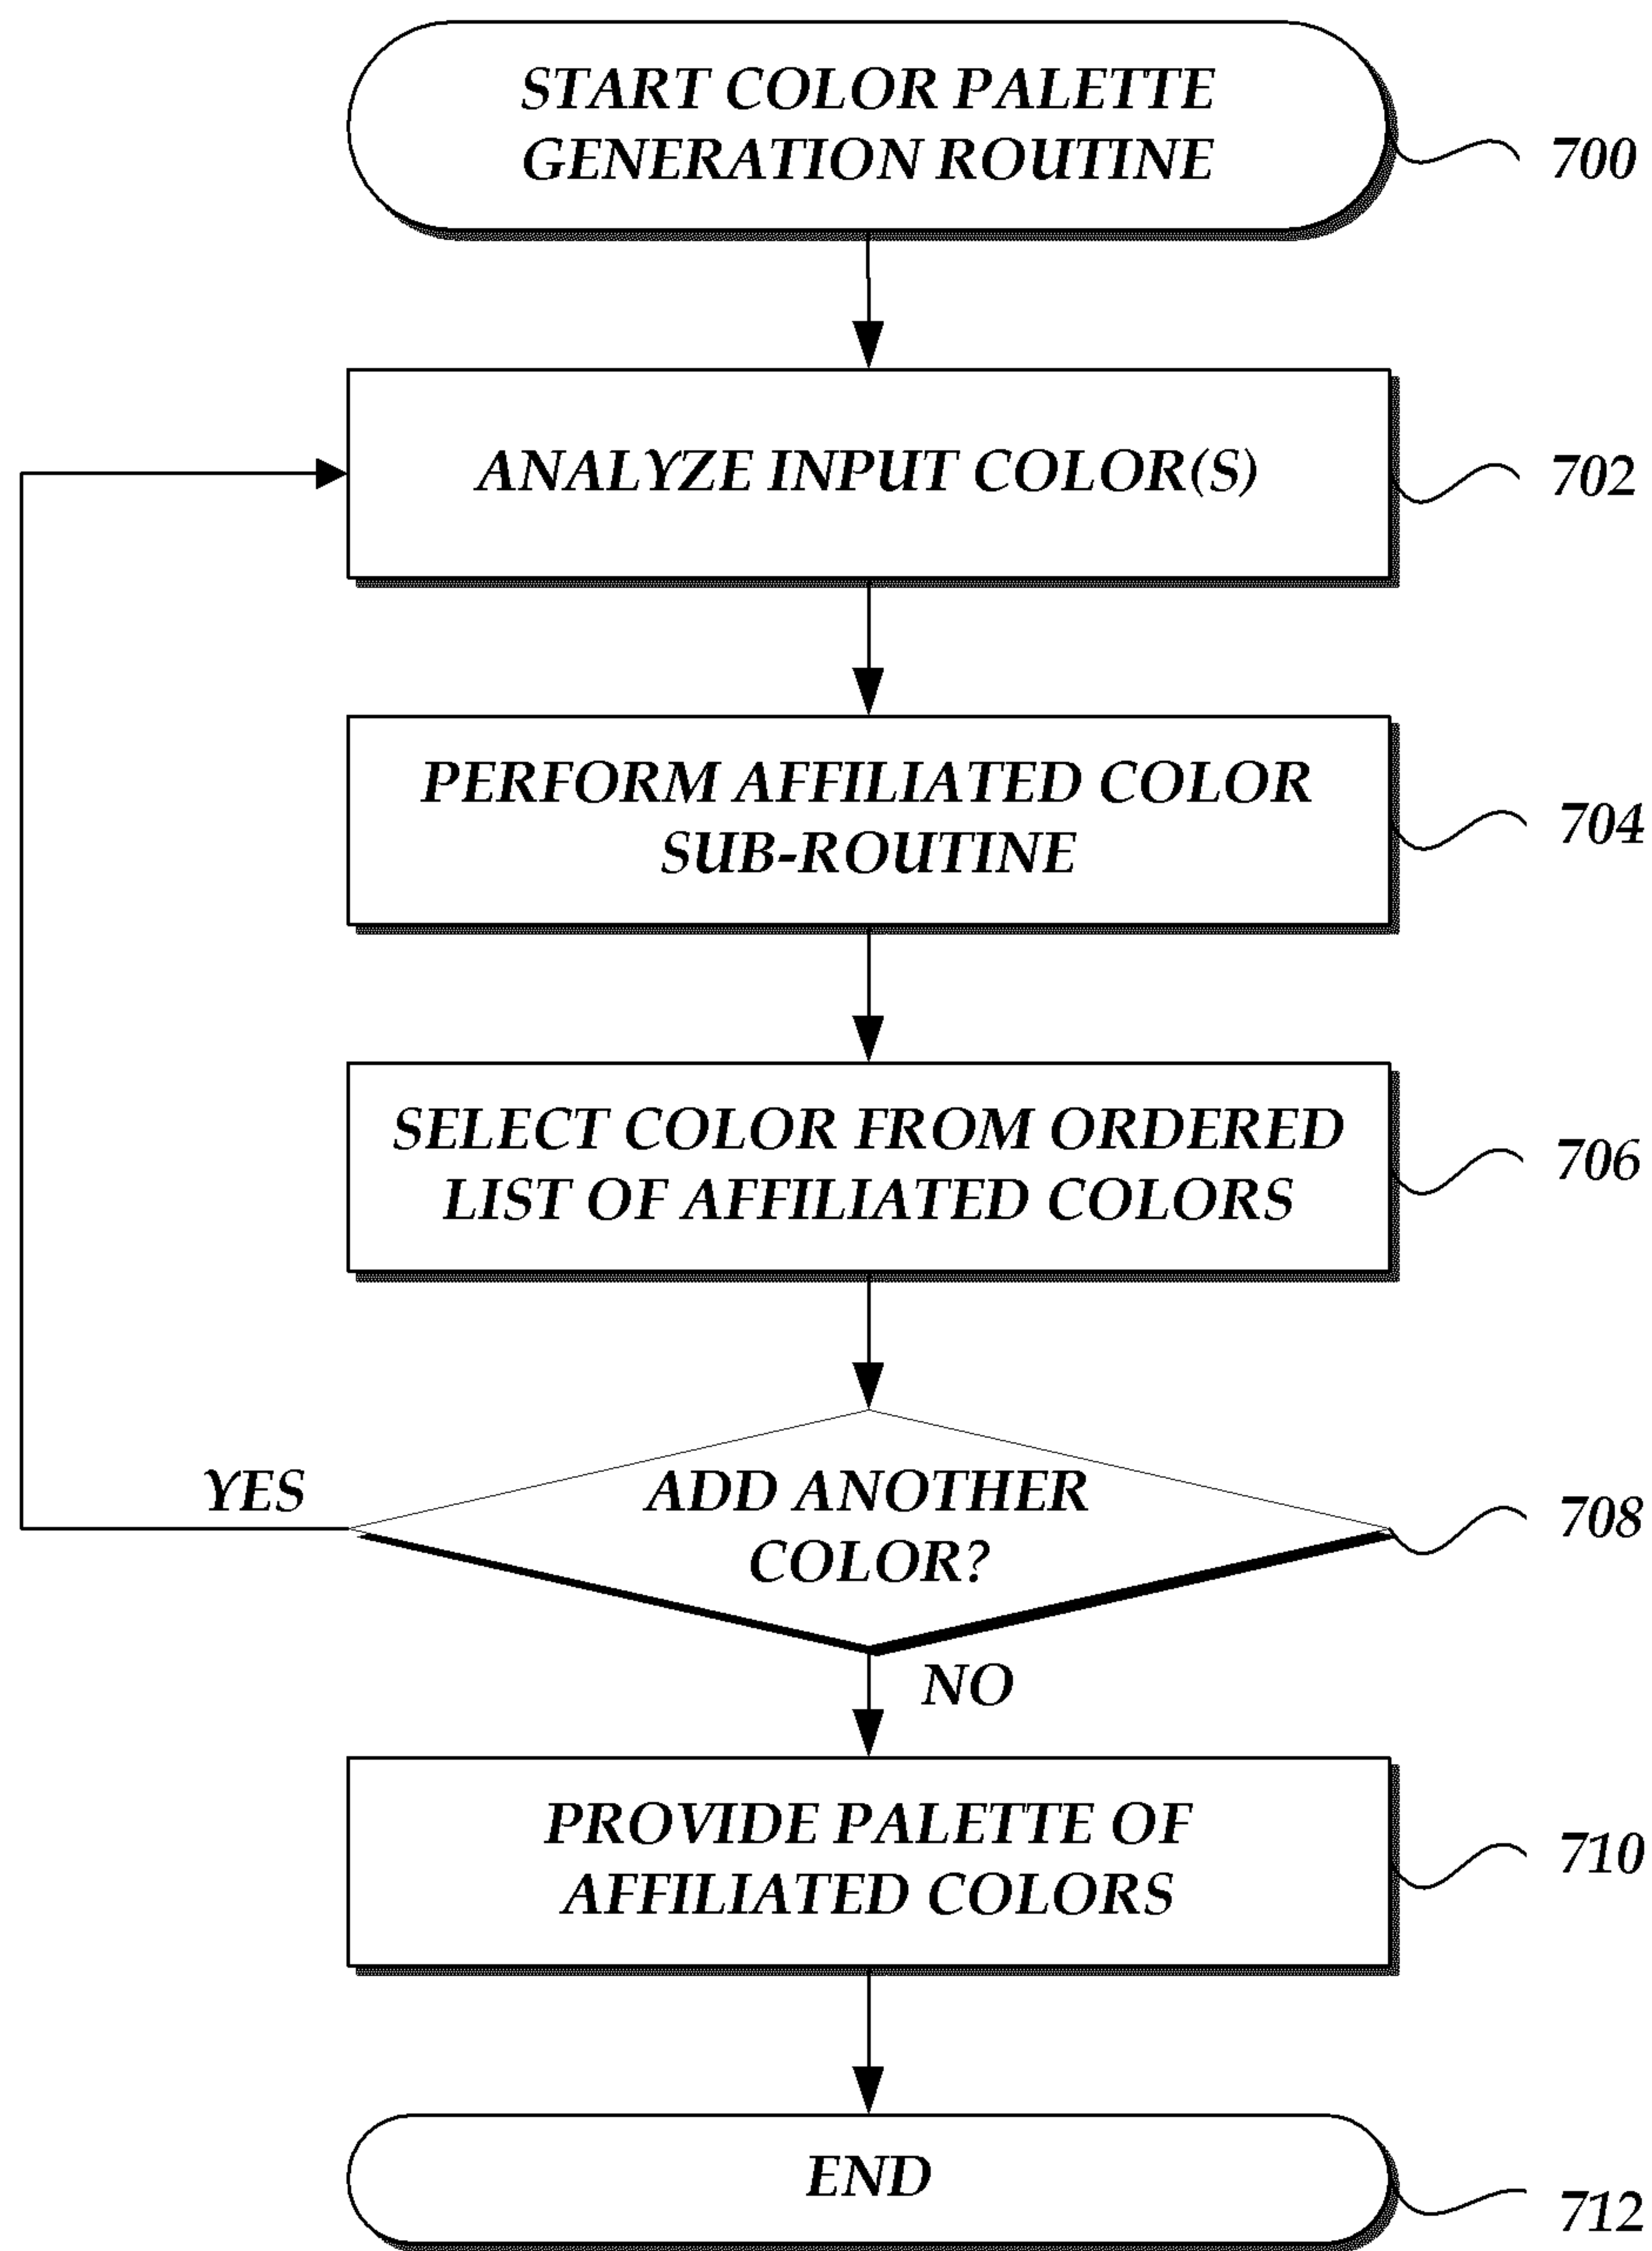 START COLOR PALETTE
GENERATION ROUTINE
700
ANALYZE INPUT COLOR(S)
702
PERFORM AFFILIATED COLOR
SUB-ROUTINE
704
SELECT COLOR FROM ORDERED
LIST OF AFFILIATED COLORS
706
YES
ADD ANOTHER
COLOR?
708
NO
PROVIDE PALETTE OF
AFFILIATED COLORS
710
END
712